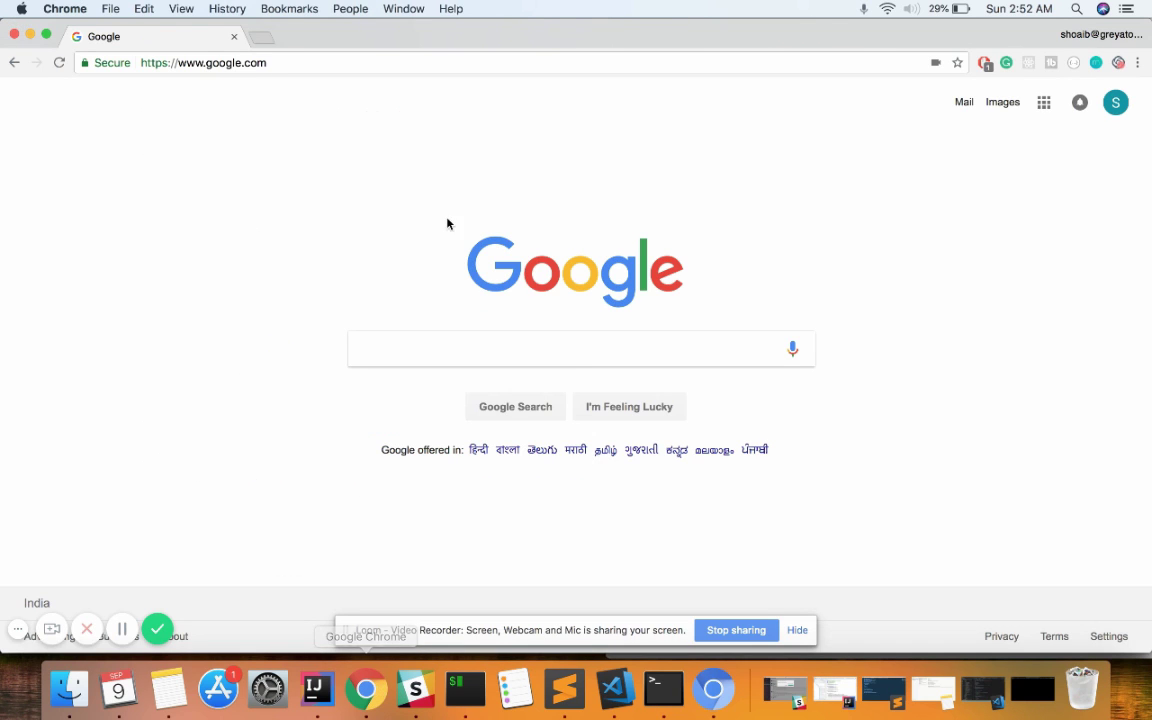 Chrome File Edit View History Bookmarks People Window Help 29% Sun 2:52 AM
Google shoaib@greyato...
Secure https://www.google.com
1
Mail Images S
Google
Google Search I'm Feeling Lucky
Google offered in: हिन्दी বাংলা తెలుగు मराठी தமிழ் ગુજરાતી ಕನ್ನಡ മലയാളം ਪੰਜਾਬੀ
India
Loom - Video Recorder: Screen, Webcam and Mic is sharing your screen. Stop sharing Hide
Google Chrome
Privacy Terms Settings
SEP
9
1
IJ
S
$
>_